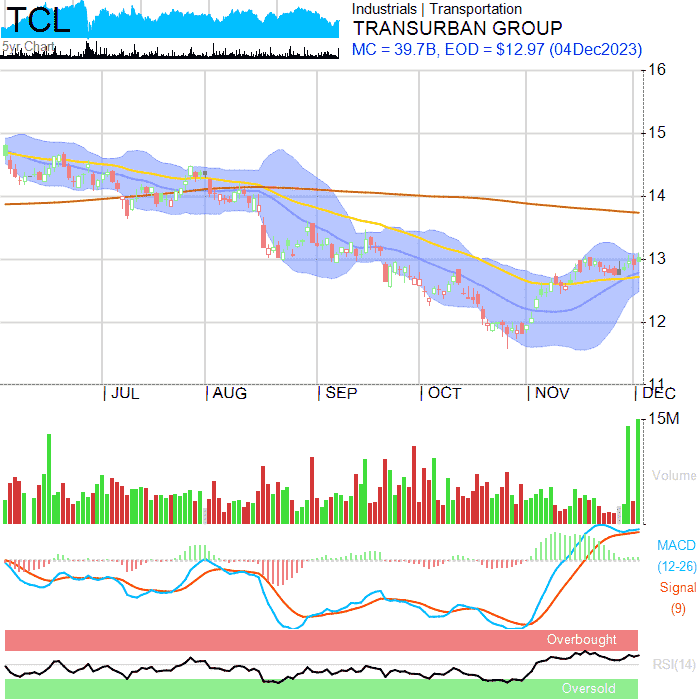 TCL
5yr Chart
Industrials | Transportation
TRANSURBAN GROUP
MC = 39.7B, EOD = $12.97 (04Dec2023)
16
15
14
13
12
11
JUL AUG SEP OCT NOV DEC
15M
Volume
MACD
(12-26)
Signal
(9)
Overbought
RSI(14)
Oversold